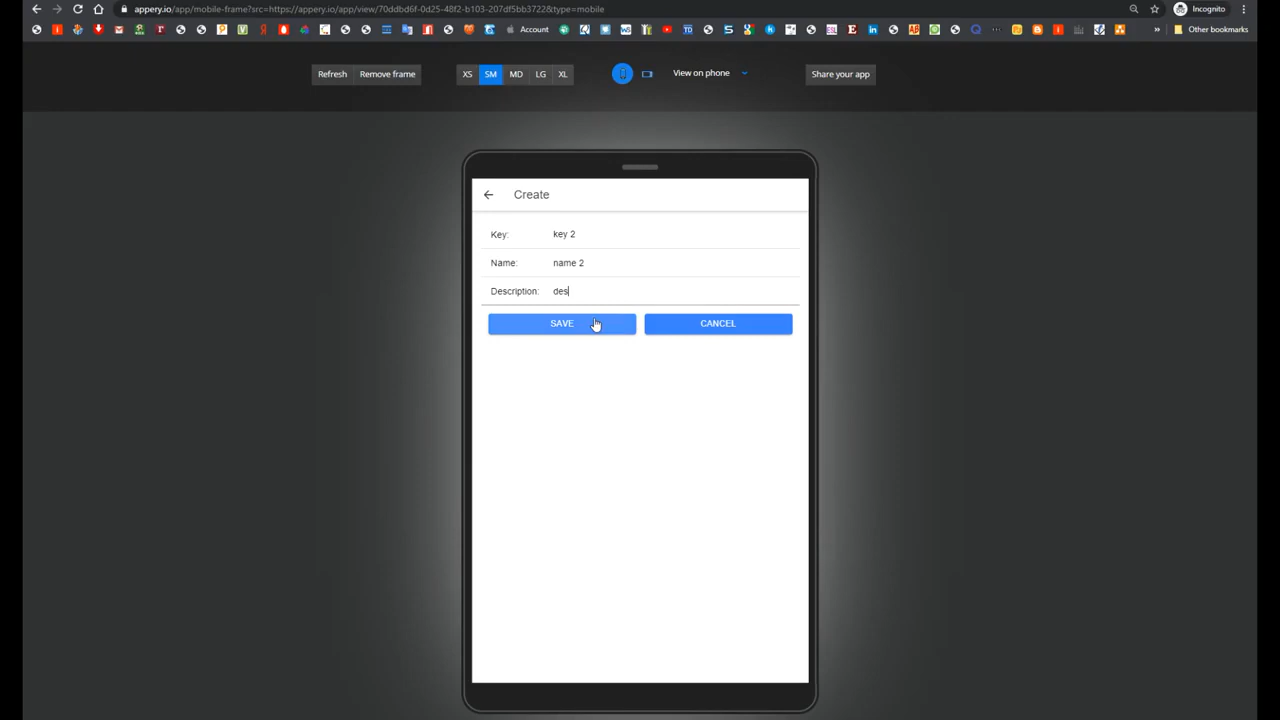 appery.io/app/mobile-frame?src=https://appery.io/app/view/70ddbd6f-0d25-48f2-b103-207df5bb3722&type=mobile
Incognito
Account
Other bookmarks
Refresh Remove frame XS SM MD LG XL View on phone Share your app
Create
Key: key 2
Name: name 2
Description: des
SAVE CANCEL